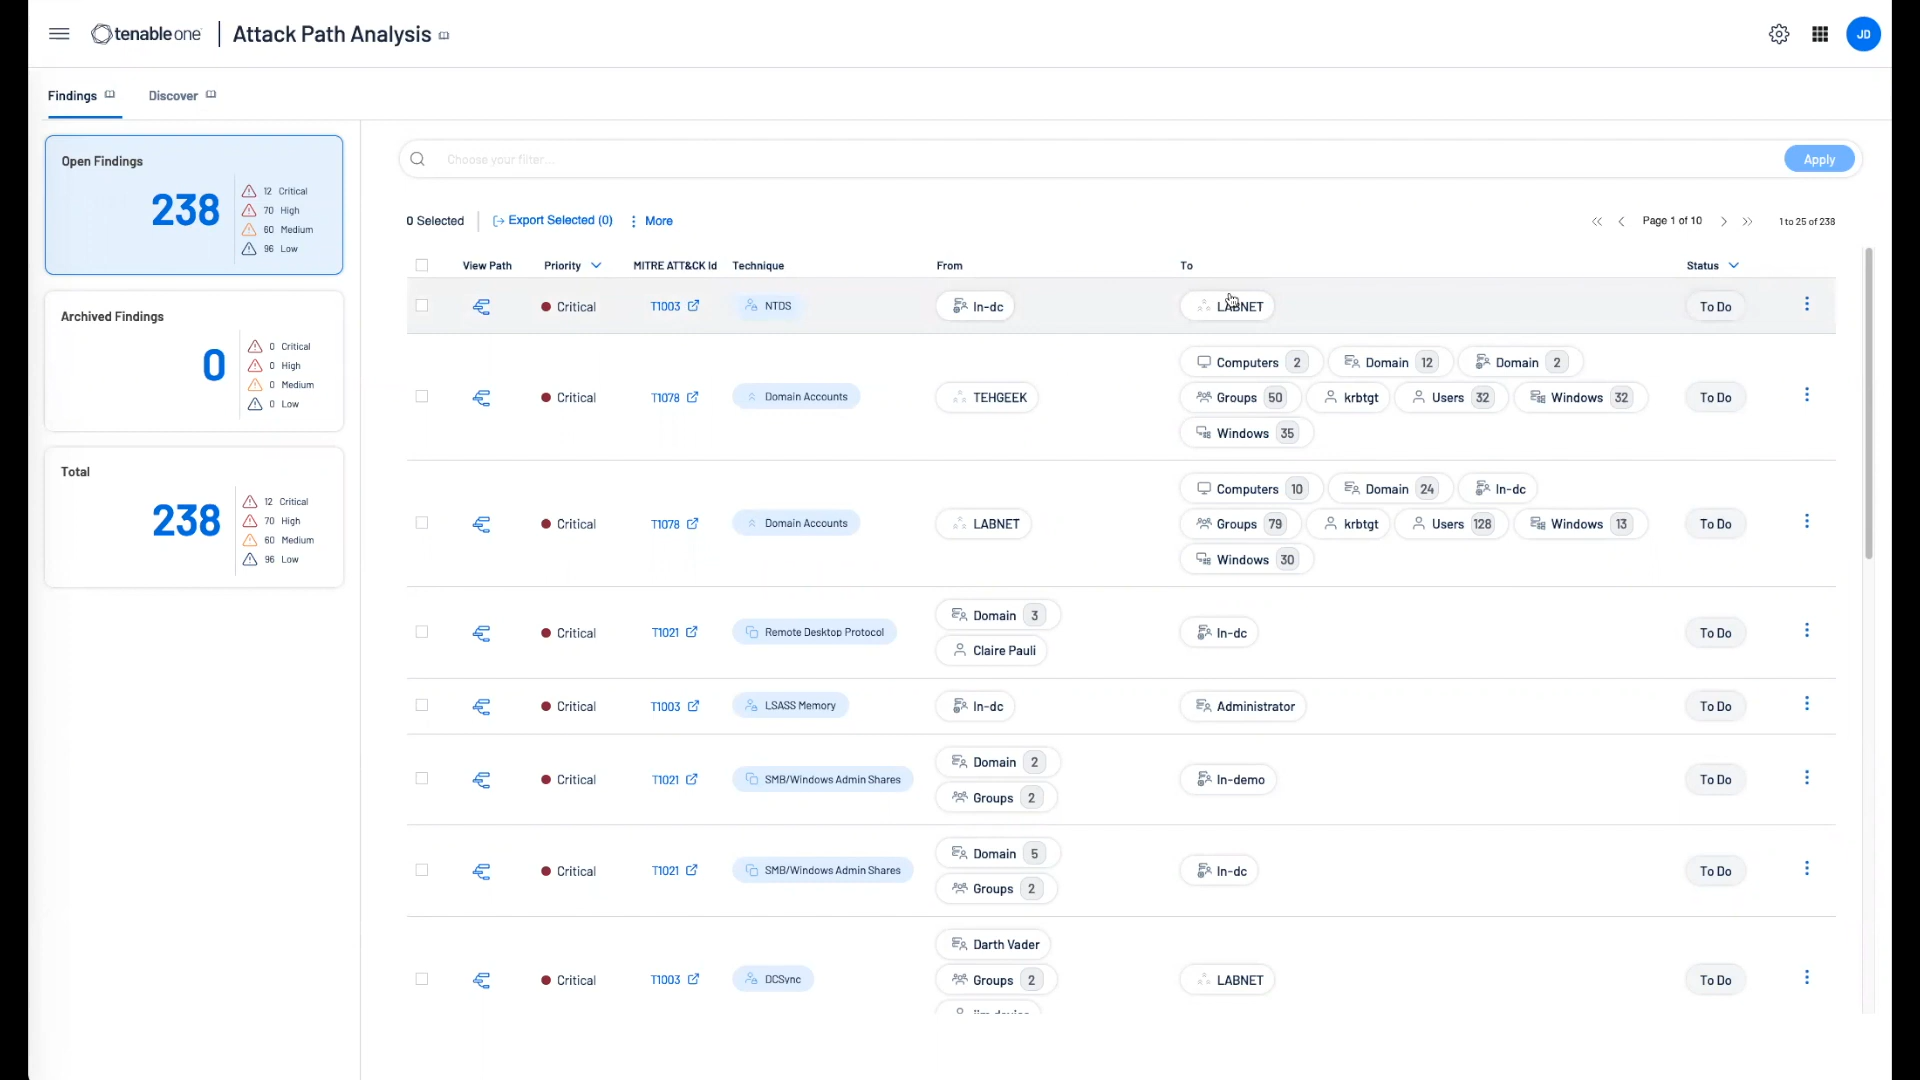 tenable one
Attack Path Analysis
JD
Findings
Discover
Open Findings
238
12 Critical
70 High
60 Medium
96 Low
Archived Findings
0
0 Critical
0 High
0 Medium
0 Low
Total
238
12 Critical
70 High
60 Medium
96 Low
Choose your filter...
Apply
0 Selected
Export Selected (0)
More
Page 1 of 10
1 to 25 of 238
View Path Priority MITRE ATT&CK Id Technique From To Status
Critical T1003 NTDS In-dc LABNET To Do
Computers 2 Domain 12 Domain 2
Critical T1078 Domain Accounts TEHGEEK Groups 50 krbtgt Users 32 Windows 32 To Do
Windows 35
Computers 10 Domain 24 In-dc
Critical T1078 Domain Accounts LABNET Groups 79 krbtgt Users 128 Windows 13 To Do
Windows 30
Domain 3
Critical T1021 Remote Desktop Protocol In-dc To Do
Claire Pauli
Critical T1003 LSASS Memory In-dc Administrator To Do
Domain 2
Critical T1021 SMB/Windows Admin Shares In-demo To Do
Groups 2
Domain 5
Critical T1021 SMB/Windows Admin Shares In-dc To Do
Groups 2
Darth Vader
Critical T1003 DCSync Groups 2 LABNET To Do